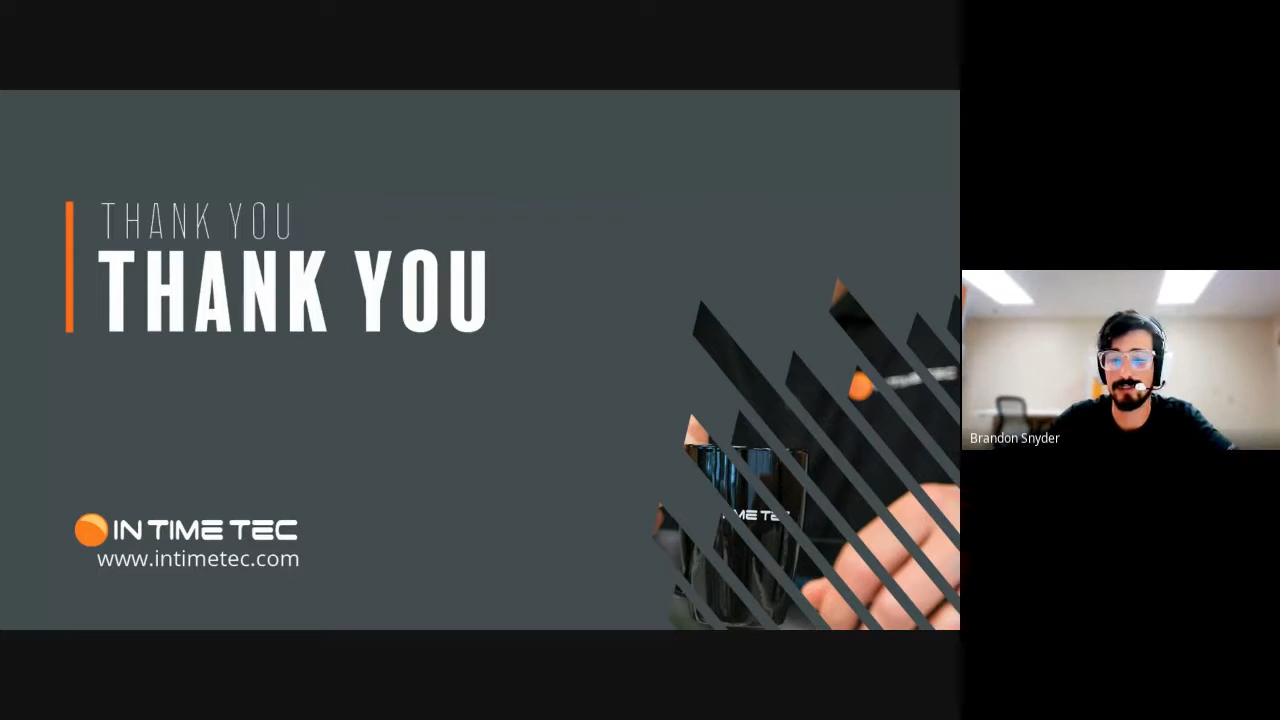 THANK YOU
THANK YOU
IN TIME TEC
www.intimetec.com
Brandon Snyder